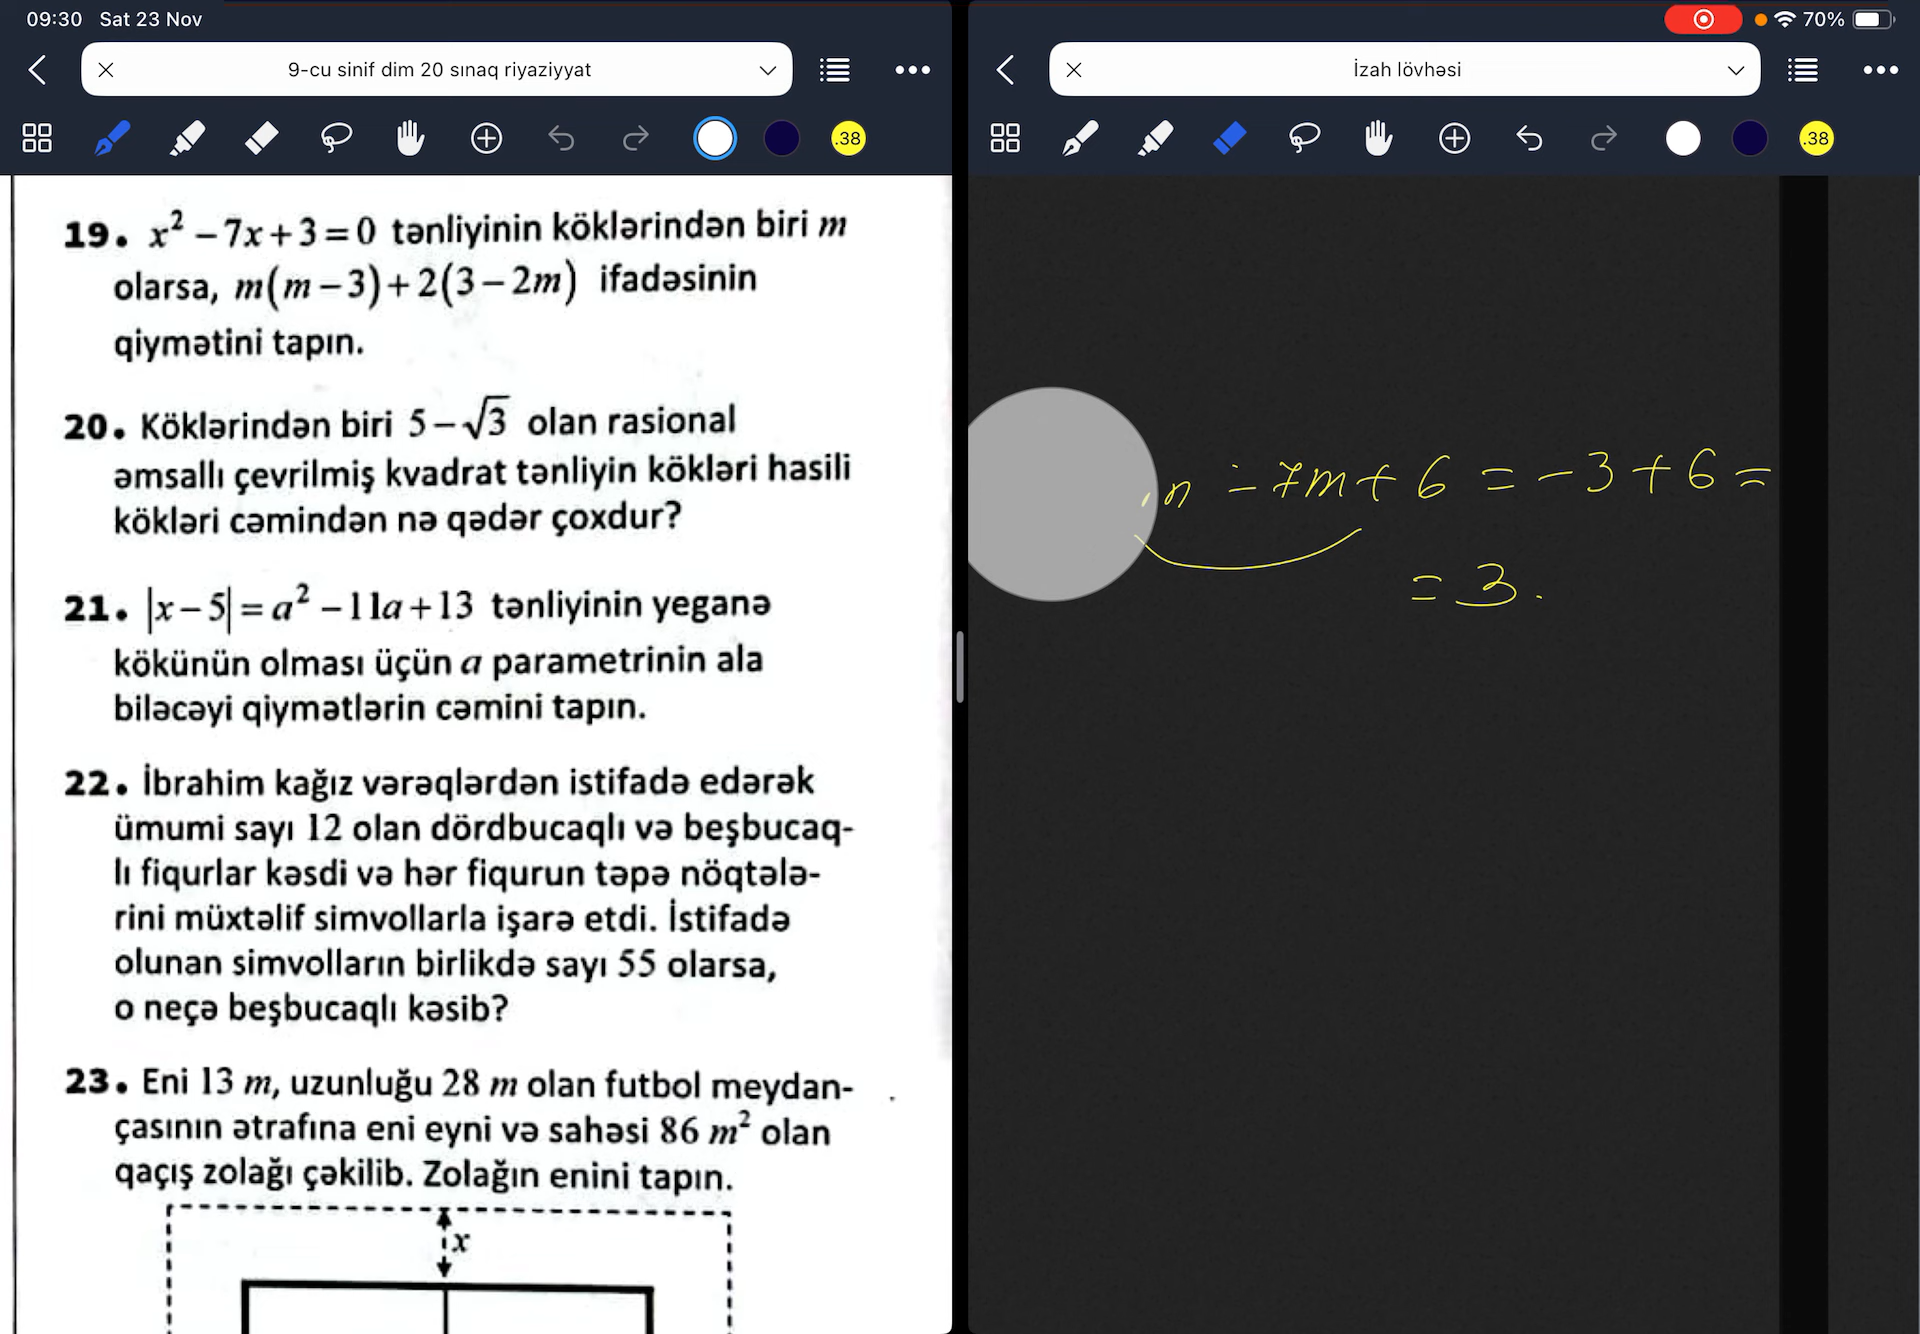 09:30 Sat 23 Nov
70%
9-cu sinif dim 20 sınaq riyaziyyat
İzah lövhəsi
.38
.38
19. x² − 7x + 3 = 0 tənliyinin köklərindən biri m
olarsa, m(m − 3) + 2(3 − 2m) ifadəsinin
qiymətini tapın.
20. Köklərindən biri 5 − √3 olan rasional
əmsallı çevrilmiş kvadrat tənliyin kökləri hasili
kökləri cəmindən nə qədər çoxdur?
21. |x − 5| = a² − 11a + 13 tənliyinin yeganə
kökünün olması üçün a parametrinin ala
biləcəyi qiymətlərin cəmini tapın.
22. İbrahim kağız vərəqlərdən istifadə edərək
ümumi sayı 12 olan dördbucaqlı və beşbucaq-
lı fiqurlar kəsdi və hər fiqurun təpə nöqtələ-
rini müxtəlif simvollarla işarə etdi. İstifadə
olunan simvolların birlikdə sayı 55 olarsa,
o neçə beşbucaqlı kəsib?
23. Eni 13 m, uzunluğu 28 m olan futbol meydan-
çasının ətrafına eni eyni və sahəsi 86 m² olan
qaçış zolağı çəkilib. Zolağın enini tapın.
x
− 7m + 6 = −3 + 6 =
= 3.